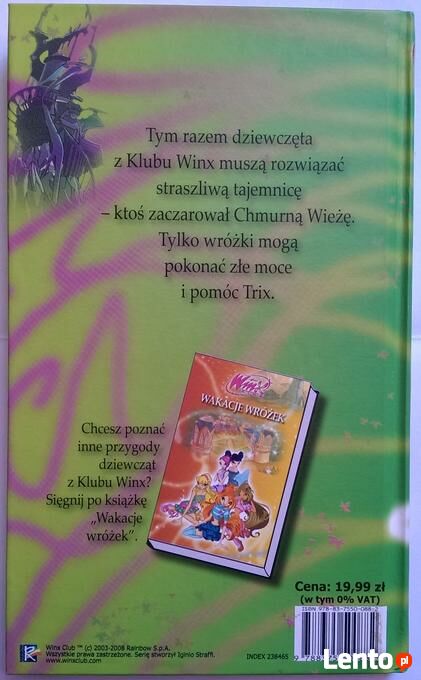 Tym razem dziewczęta
z Klubu Winx muszą rozwiązać
straszliwą tajemnicę
– ktoś zaczarował Chmurną Wieżę.
Tylko wróżki mogą
pokonać złe moce
i pomóc Trix.
Winx
WAKACJE WRÓŻEK
Chcesz poznać
inne przygody
dziewcząt
z Klubu Winx?
Sięgnij po książkę
„Wakacje
wróżek".
Cena: 19,99 zł
(w tym 0% VAT)
ISBN 978-83-7550-088-2
Winx Club ™ (c) 2003-2008 Rainbow S.p.A.
Wszystkie prawa zastrzeżone. Serię stworzył Iginio Straffi.
www.winxclub.com
INDEX 238465
Lento.pl